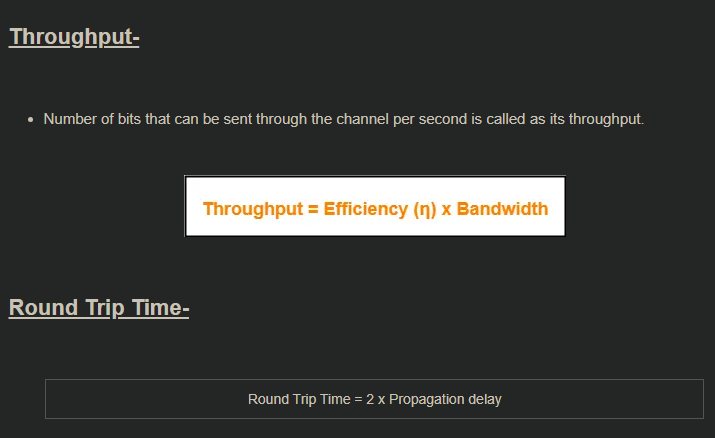 Throughput-
• Number of bits that can be sent through the channel per second is called as its throughput.
Throughput = Efficiency (η) x Bandwidth
Round Trip Time-
Round Trip Time = 2 x Propagation delay